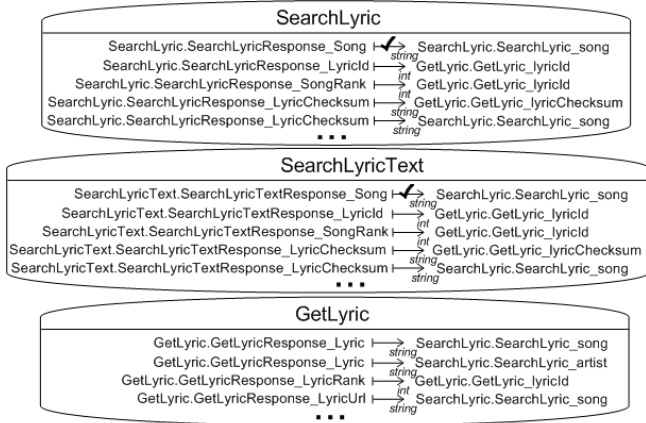 SearchLyric
SearchLyric.SearchLyricResponse_Song string SearchLyric.SearchLyric_song
SearchLyric.SearchLyricResponse_LyricId int GetLyric.GetLyric_lyricId
SearchLyric.SearchLyricResponse_SongRank int GetLyric.GetLyric_lyricId
SearchLyric.SearchLyricResponse_LyricChecksum string GetLyric.GetLyric_lyricChecksum
SearchLyric.SearchLyricResponse_LyricChecksum string SearchLyric.SearchLyric_song
...
SearchLyricText
SearchLyricText.SearchLyricTextResponse_Song string SearchLyric.SearchLyric_song
SearchLyricText.SearchLyricTextResponse_LyricId int GetLyric.GetLyric_lyricId
SearchLyricText.SearchLyricTextResponse_SongRank int GetLyric.GetLyric_lyricId
SearchLyricText.SearchLyricTextResponse_LyricChecksum string GetLyric.GetLyric_lyricChecksum
SearchLyricText.SearchLyricTextResponse_LyricChecksum string SearchLyric.SearchLyric_song
...
GetLyric
GetLyric.GetLyricResponse_Lyric string SearchLyric.SearchLyric_song
GetLyric.GetLyricResponse_Lyric string SearchLyric.SearchLyric_artist
GetLyric.GetLyricResponse_LyricRank int GetLyric.GetLyric_lyricId
GetLyric.GetLyricResponse_LyricUrl string SearchLyric.SearchLyric_song
...